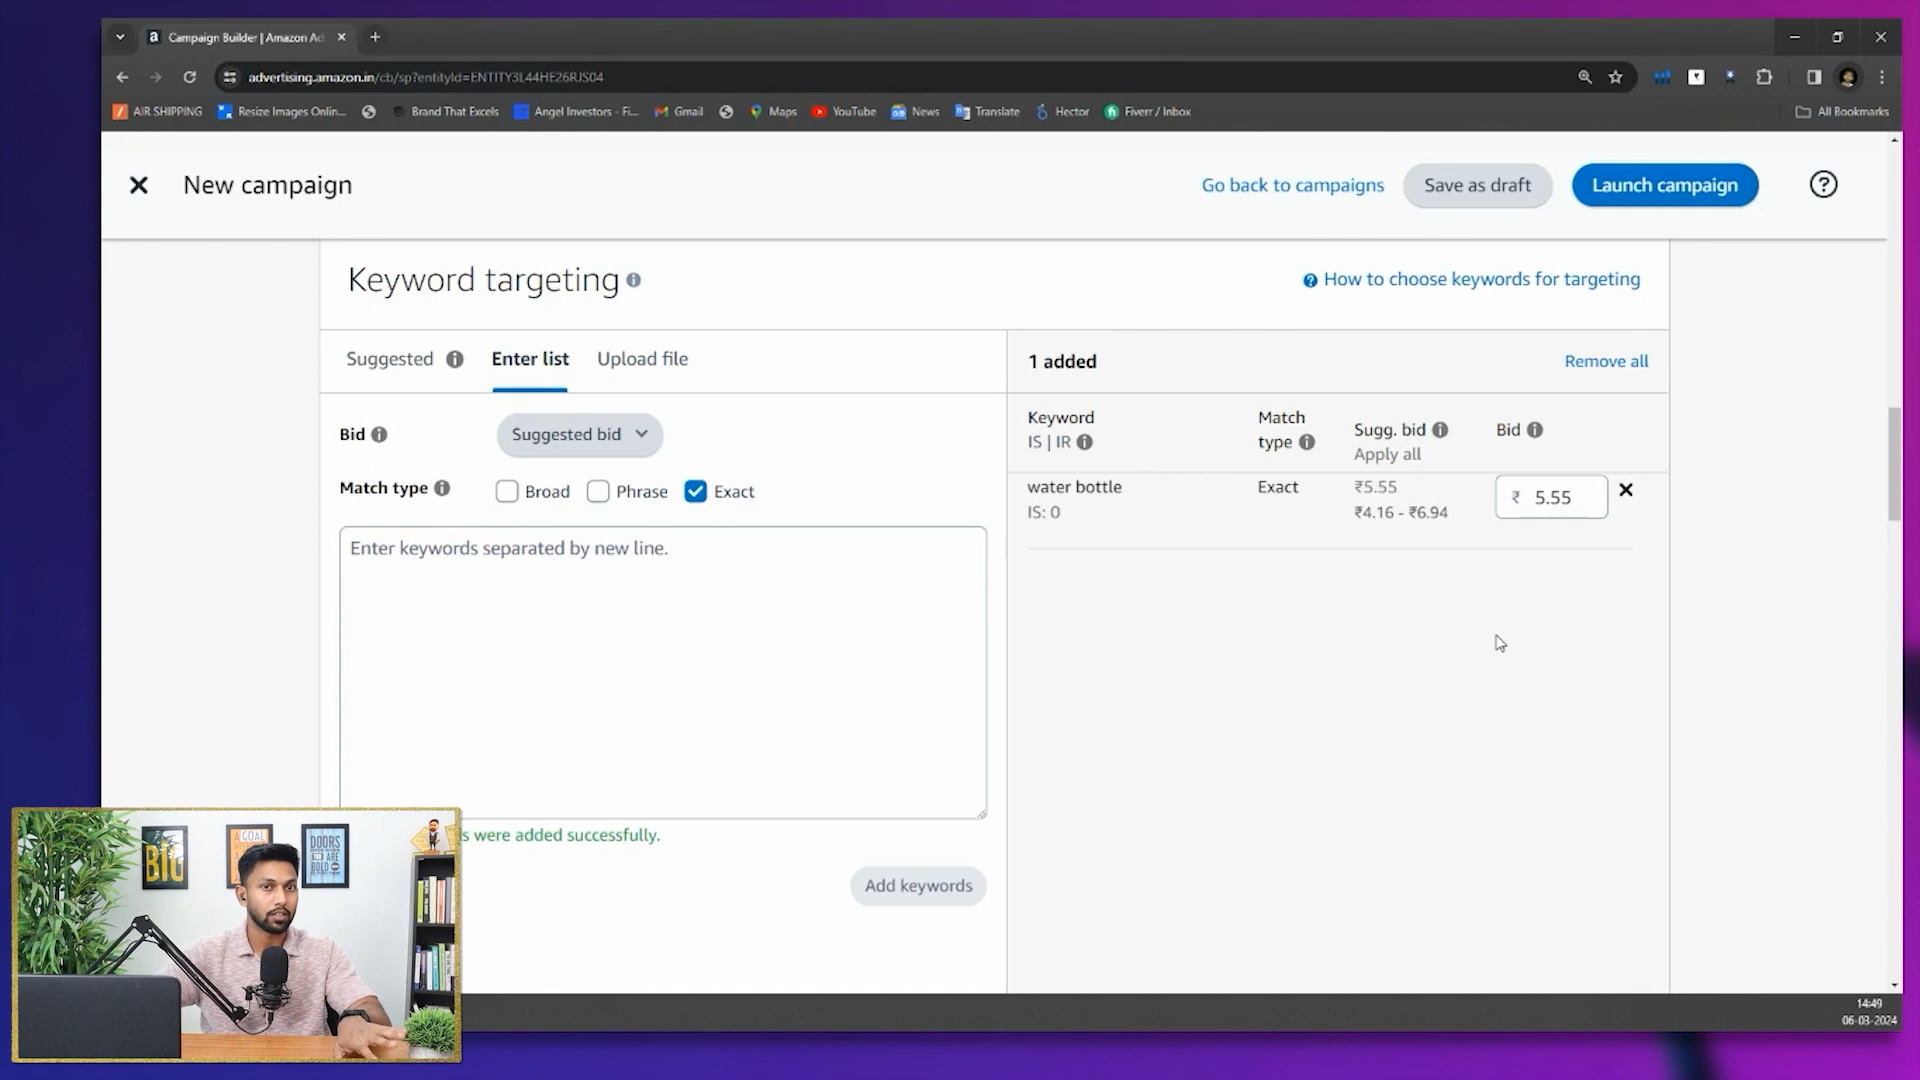 Campaign Builder | Amazon Ad
advertising.amazon.in/cb/sp?entityId=ENTITY3L44HE26RJS04
AIR SHIPPING
Resize Images Onlin...
Brand That Excels
Angel Investors - Fi...
Gmail
Maps
YouTube
News
Translate
Hector
Fiverr / Inbox
All Bookmarks
New campaign
Go back to campaigns
Save as draft
Launch campaign
Keyword targeting
How to choose keywords for targeting
Suggested
Enter list
Upload file
1 added
Remove all
Bid
Suggested bid
Match type
Broad
Phrase
Exact
Enter keywords separated by new line.
s were added successfully.
Add keywords
Keyword
IS | IR
Match
type
Sugg. bid
Apply all
Bid
water bottle
IS: 0
Exact
₹5.55
₹4.16 - ₹6.94
₹ 5.55
BIG
A GOAL
DOORS
ARE
BOLD
14:49
06-03-2024